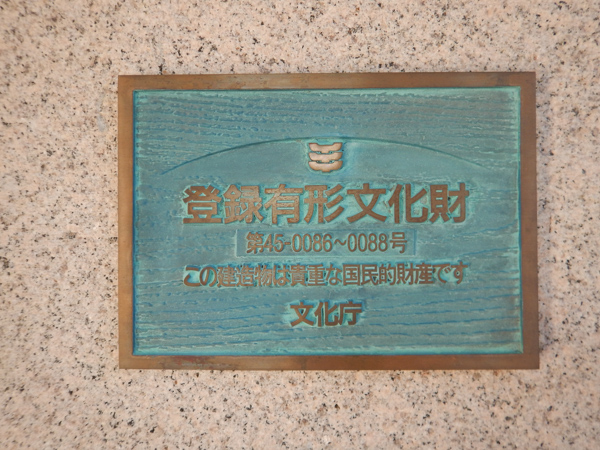 登録有形文化財
第45-0086~0088号
この建造物は貴重な国民的財産です
文化庁